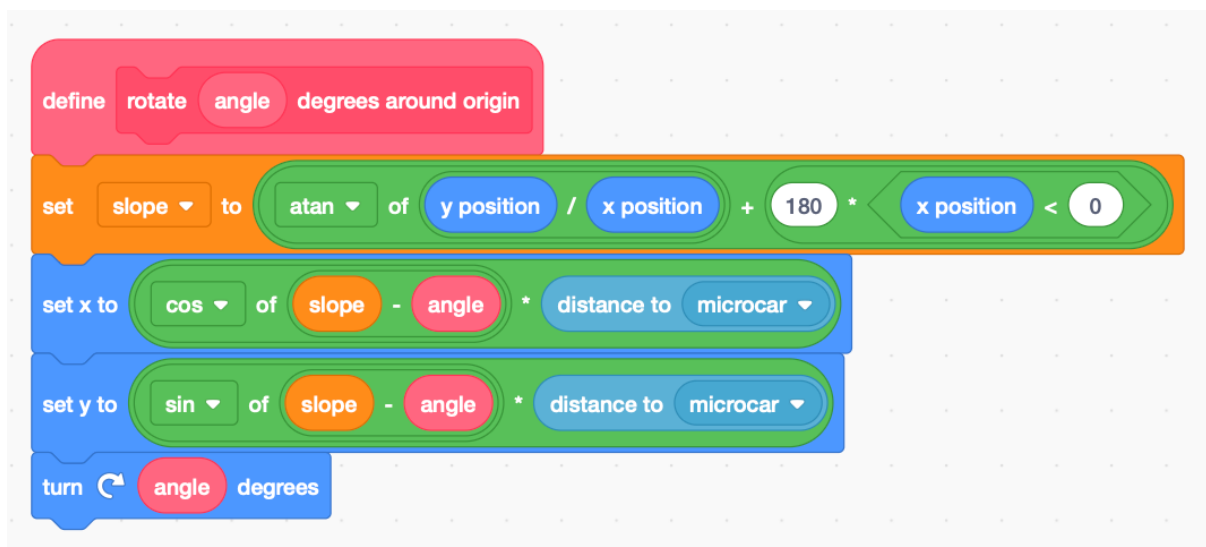 define rotate angle degrees around origin
set slope to atan of y position / x position + 180 * x position < 0
set x to cos of slope - angle * distance to microcar
set y to sin of slope - angle * distance to microcar
turn angle degrees